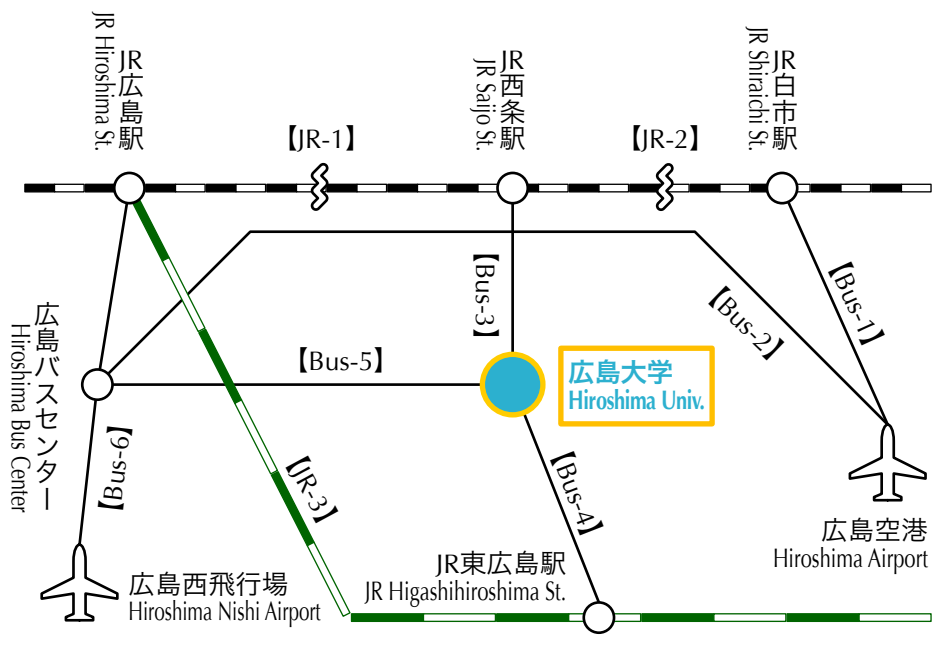 JR広島駅
JR Hiroshima St.
JR西条駅
JR Saijo St.
JR白市駅
JR Shiraichi St.
【JR-1】
【JR-2】
【Bus-3】
【Bus-1】
【Bus-2】
広島バスセンター
Hiroshima Bus Center
【Bus-5】
広島大学
Hiroshima Univ.
【Bus-6】
【JR-3】
【Bus-4】
広島空港
Hiroshima Airport
JR東広島駅
JR Higashihiroshima St.
広島西飛行場
Hiroshima Nishi Airport